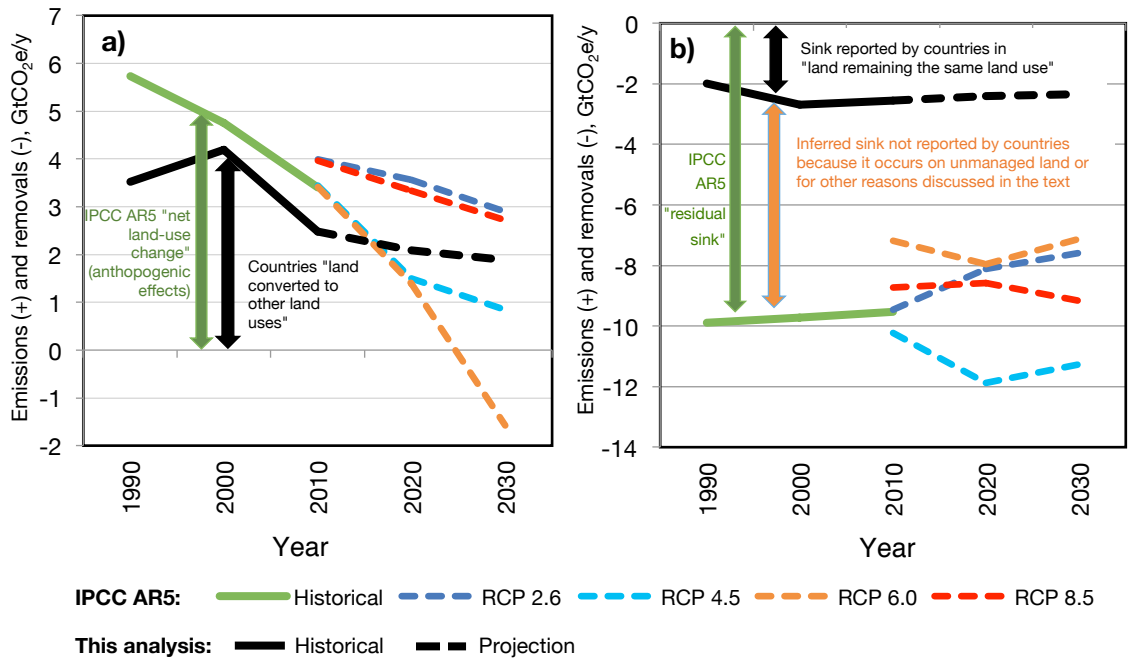 a)
Emissions (+) and removals (-), GtCO2e/y
7
6
5
4
3
2
1
0
-1
-2
IPCC AR5 "net
land-use
change"
(anthopogenic
effects)
Countries "land
converted to
other land
uses"
1990
2000
2010
2020
2030
Year
b)
Emissions (+) and removals (-), GtCO2e/y
-0
-2
-4
-6
-8
-10
-12
-14
Sink reported by countries in
"land remaining the same land use"
IPCC
AR5
"residual
sink"
Inferred sink not reported by countries
because it occurs on unmanaged land or
for other reasons discussed in the text
1990
2000
2010
2020
2030
Year
IPCC AR5: Historical RCP 2.6 RCP 4.5 RCP 6.0 RCP 8.5
This analysis: Historical Projection